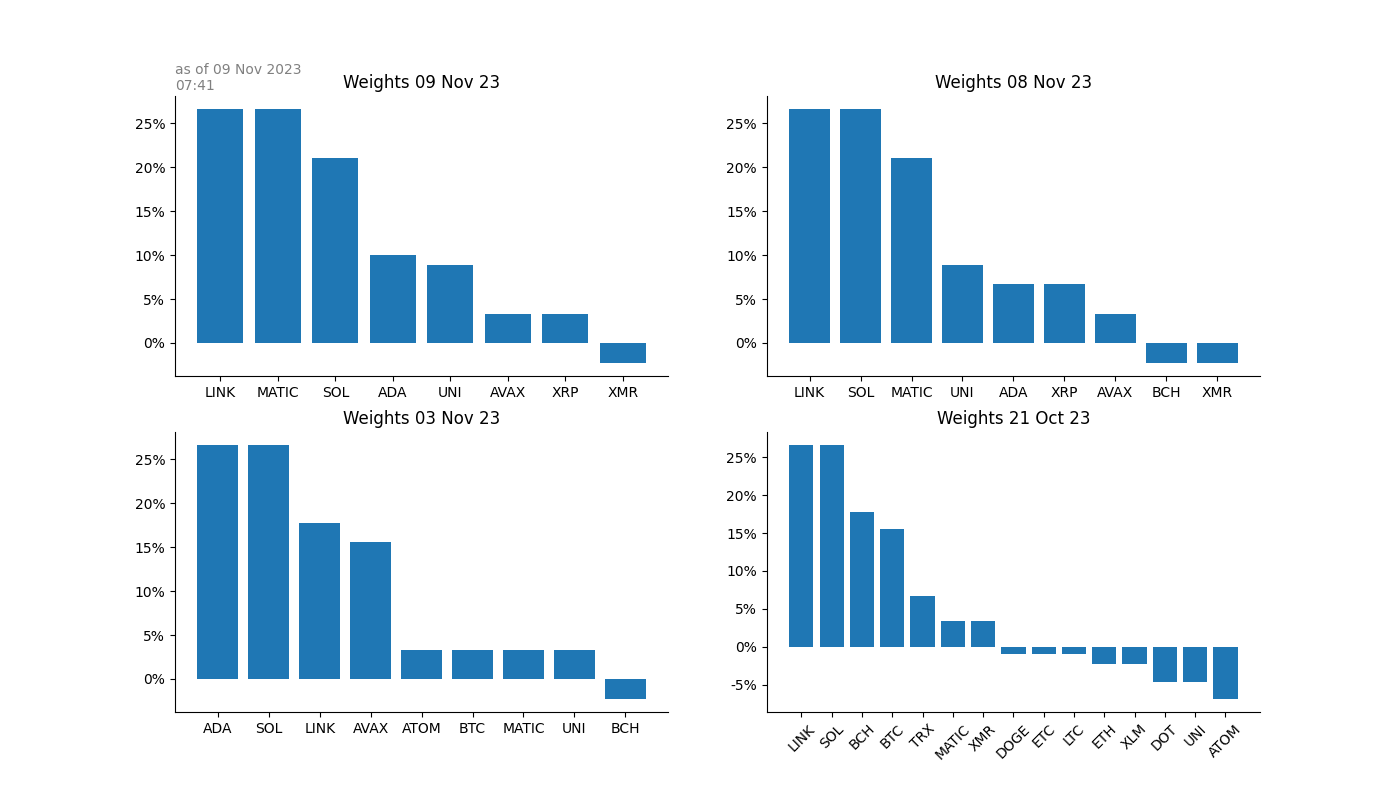 as of 09 Nov 2023
07:41
Weights 09 Nov 23
25%
20%
15%
10%
5%
0%
LINK MATIC SOL ADA UNI AVAX XRP XMR
Weights 08 Nov 23
25%
20%
15%
10%
5%
0%
LINK SOL MATIC UNI ADA XRP AVAX BCH XMR
Weights 03 Nov 23
25%
20%
15%
10%
5%
0%
ADA SOL LINK AVAX ATOM BTC MATIC UNI BCH
Weights 21 Oct 23
25%
20%
15%
10%
5%
0%
-5%
LINK SOL BCH BTC TRX MATIC XMR DOGE ETC LTC ETH XLM DOT UNI ATOM